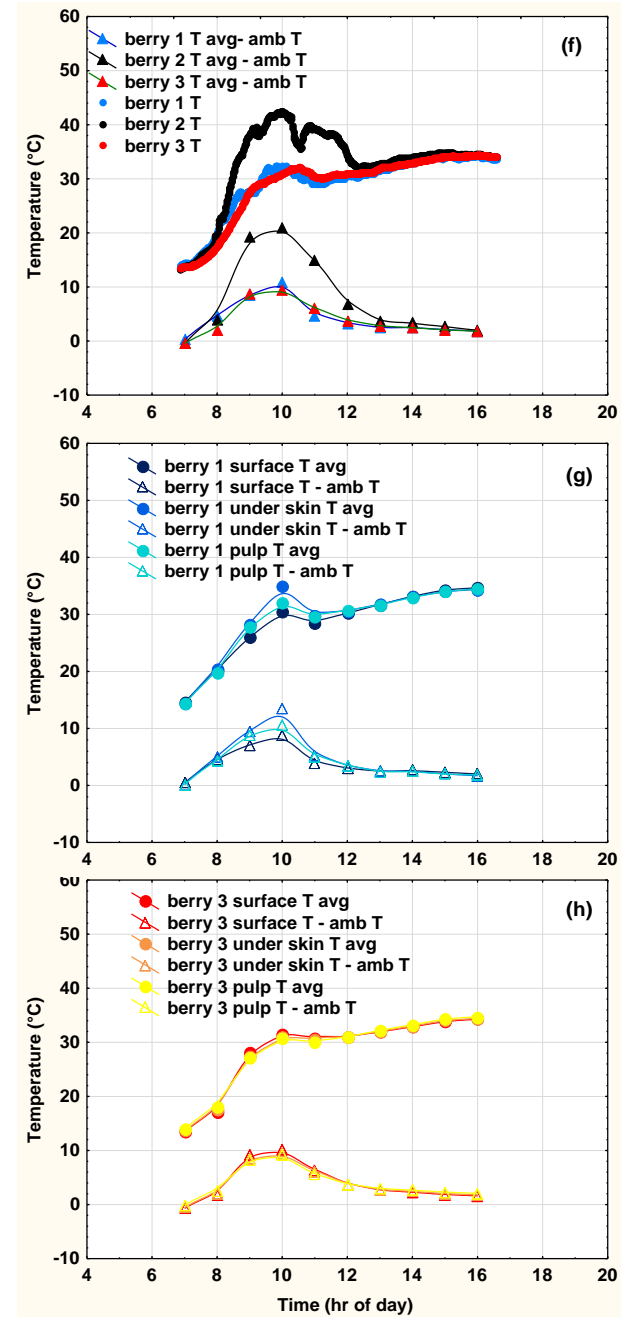 60
50
40
30
20
10
0
-10
Temperature (°C)
berry 1 T avg- amb T
berry 2 T avg - amb T
berry 3 T avg - amb T
berry 1 T
berry 2 T
berry 3 T
(f)
4 6 8 10 12 14 16 20
60
50
40
30
20
10
0
-10
Temperature (°C)
berry 1 surface T avg
berry 1 surface T - amb T
berry 1 under skin T avg
berry 1 under skin T - amb T
berry 1 pulp T avg
berry 1 pulp T - amb T
(g)
4 6 8 10 12 14 16 20
60
50
40
30
20
10
0
-10
Temperature (°C)
berry 3 surface T avg
berry 3 surface T - amb T
berry 3 under skin T avg
berry 3 under skin T - amb T
berry 3 pulp T avg
berry 3 pulp T - amb T
(h)
4 6 8 10 12 14 16 20
Time (hr of day)